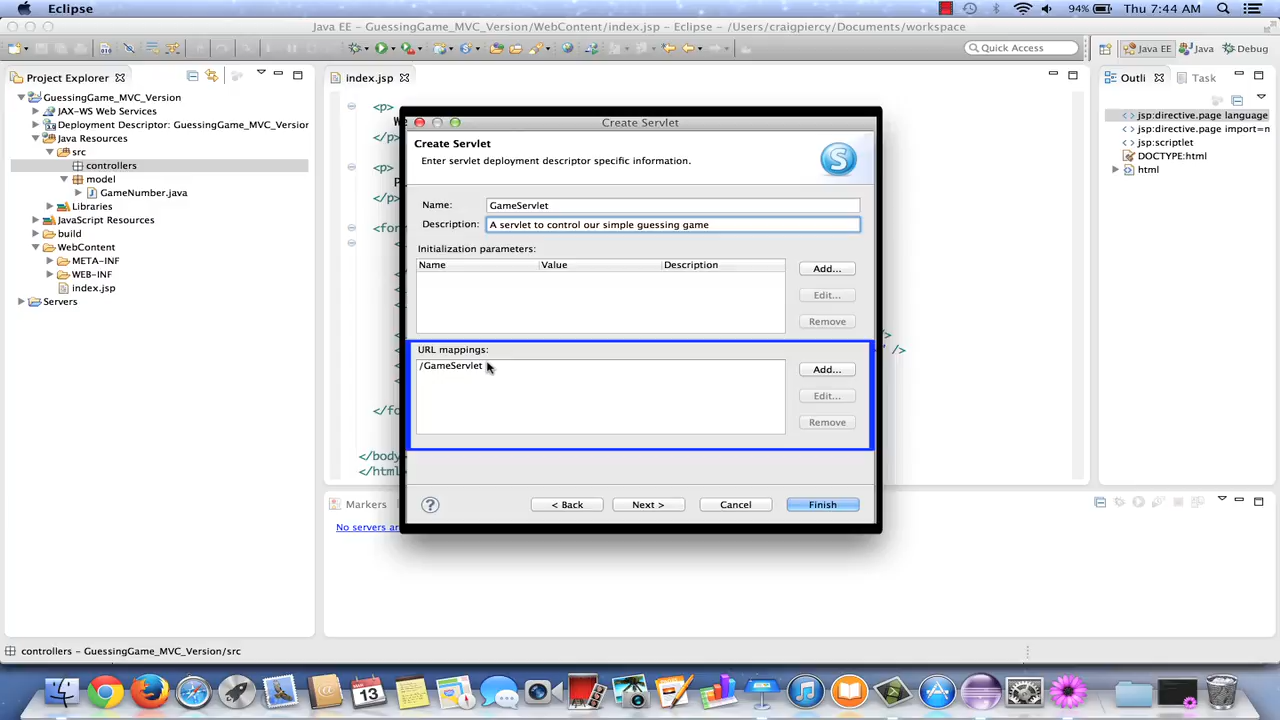 Eclipse
94%
Thu 7:44 AM
Java EE - GuessingGame_MVC_Version/WebContent/index.jsp - Eclipse - /Users/craigpiercy/Documents/workspace
Quick Access
Java EE
Java
Debug
Project Explorer
GuessingGame_MVC_Version
JAX-WS Web Services
Deployment Descriptor: GuessingGame_MVC_Version
Java Resources
src
controllers
model
GameNumber.java
Libraries
JavaScript Resources
build
WebContent
META-INF
WEB-INF
index.jsp
Servers
index.jsp
<p>
</p>
<p>
</p>
<fo
</fo
</body
</html
/>
" />
Create Servlet
Create Servlet
Enter servlet deployment descriptor specific information.
Name: GameServlet
Description: A servlet to control our simple guessing game
Initialization parameters:
Name Value Description
Add...
Edit...
Remove
URL mappings:
/GameServlet
Add...
Edit...
Remove
< Back
Next >
Cancel
Finish
Outli
Task
jsp:directive.page language
jsp:directive.page import=n
jsp:scriptlet
DOCTYPE:html
html
Markers
No servers ar
controllers - GuessingGame_MVC_Version/src
13